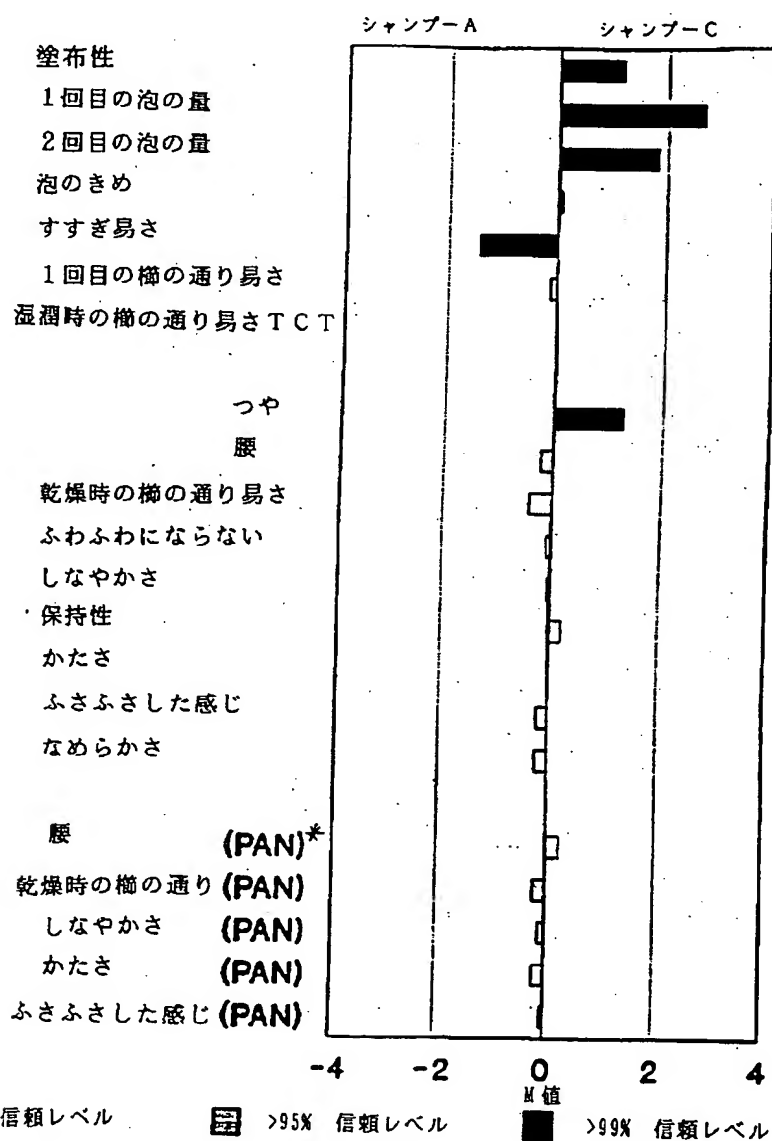 シャンプーA シャンプーC
塗布性
1回目の泡の量
2回目の泡の量
泡のきめ
すすぎ易さ
1回目の櫛の通り易さ
湿潤時の櫛の通り易さTCT
つや
腰
乾燥時の櫛の通り易さ
ふわふわにならない
しなやかさ
保持性
かたさ
ふさふさした感じ
なめらかさ
腰 (PAN)*
乾燥時の櫛の通り (PAN)
しなやかさ (PAN)
かたさ (PAN)
ふさふさした感じ (PAN)
-4 -2 0 2 4
M値
信頼レベル >95% 信頼レベル >99% 信頼レベル